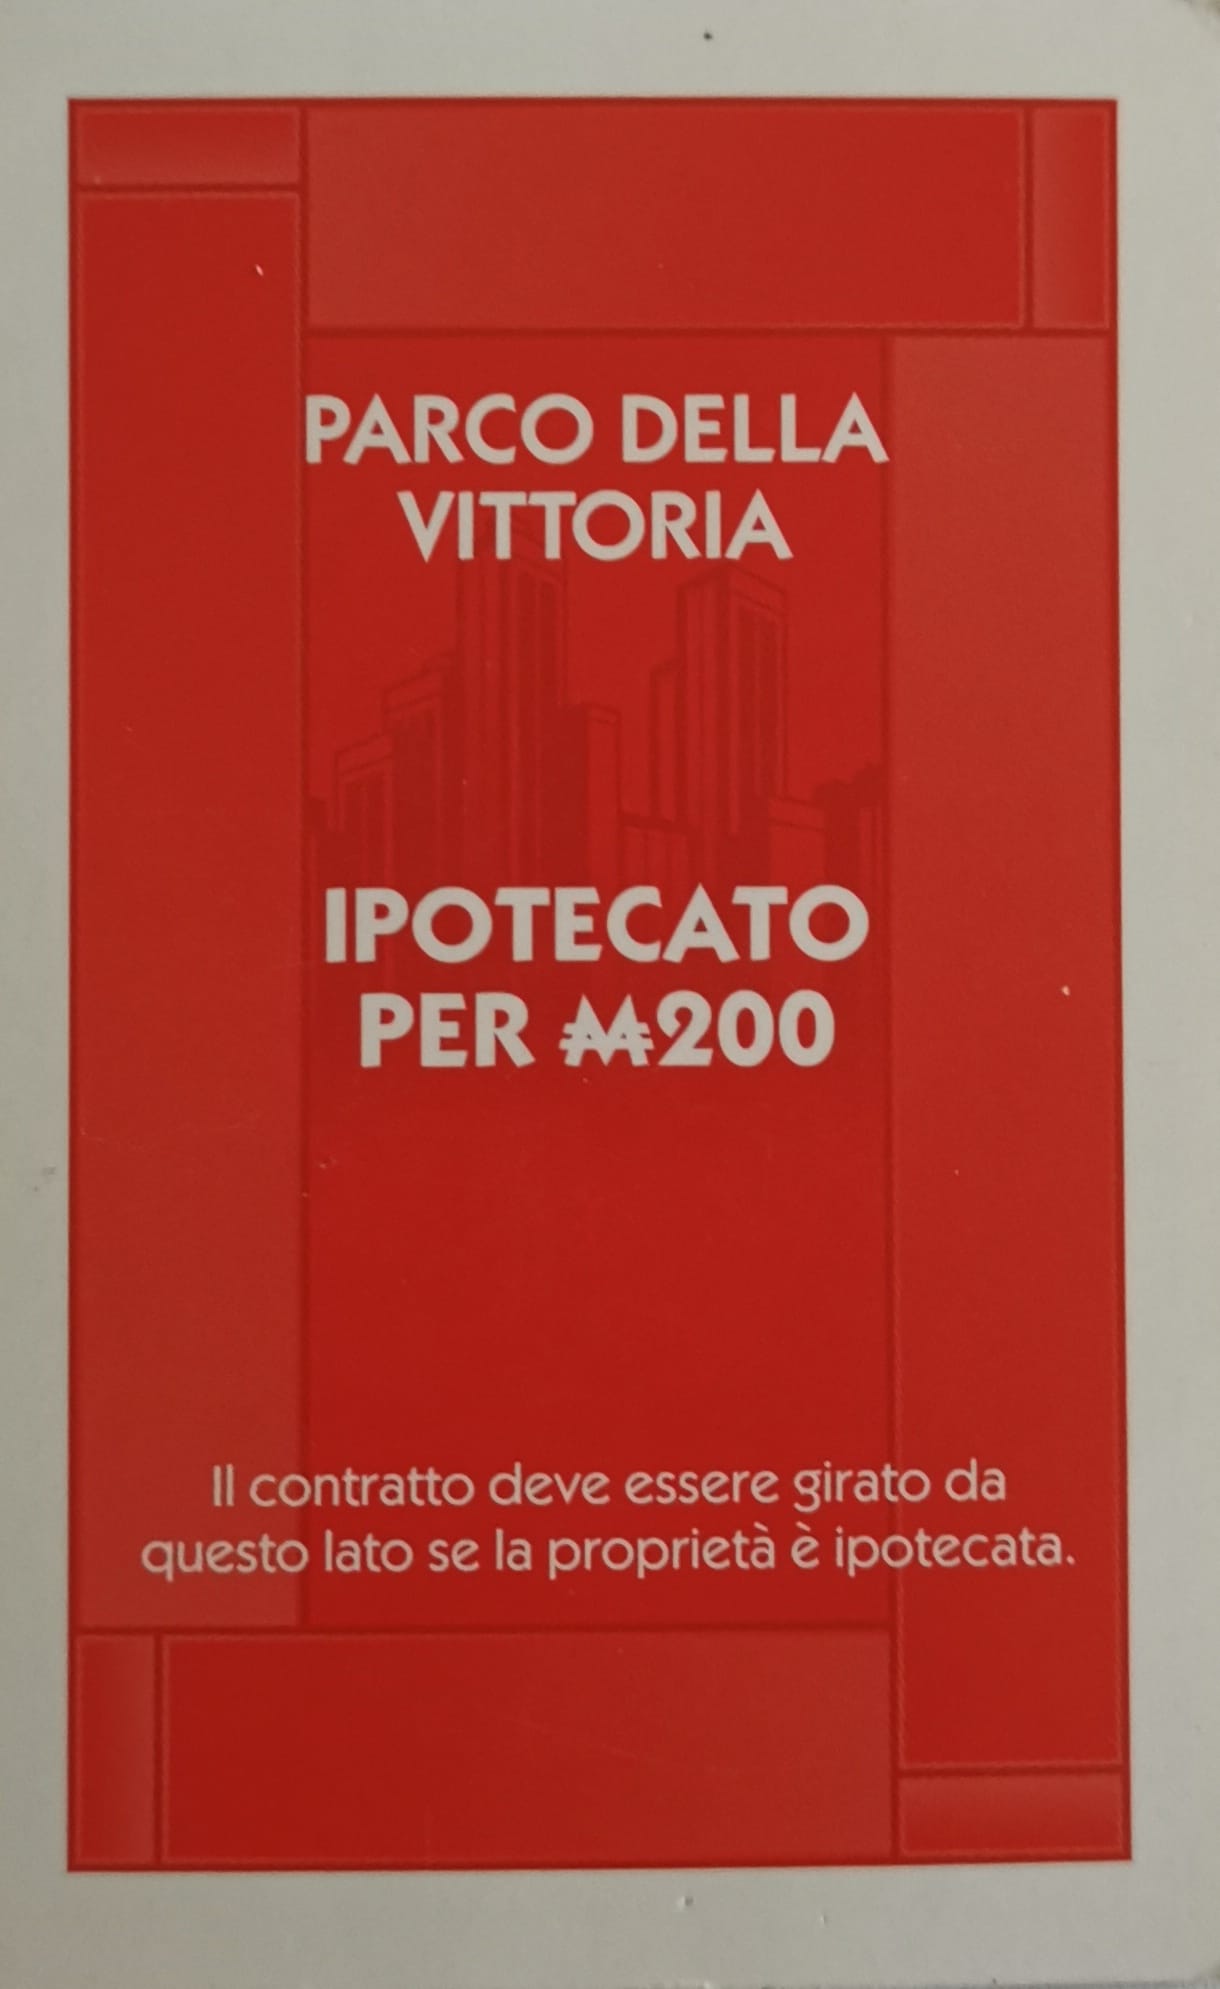 PARCO DELLA
VITTORIA
IPOTECATO
PER ₩200
Il contratto deve essere girato da
questo lato se la proprietà è ipotecata.